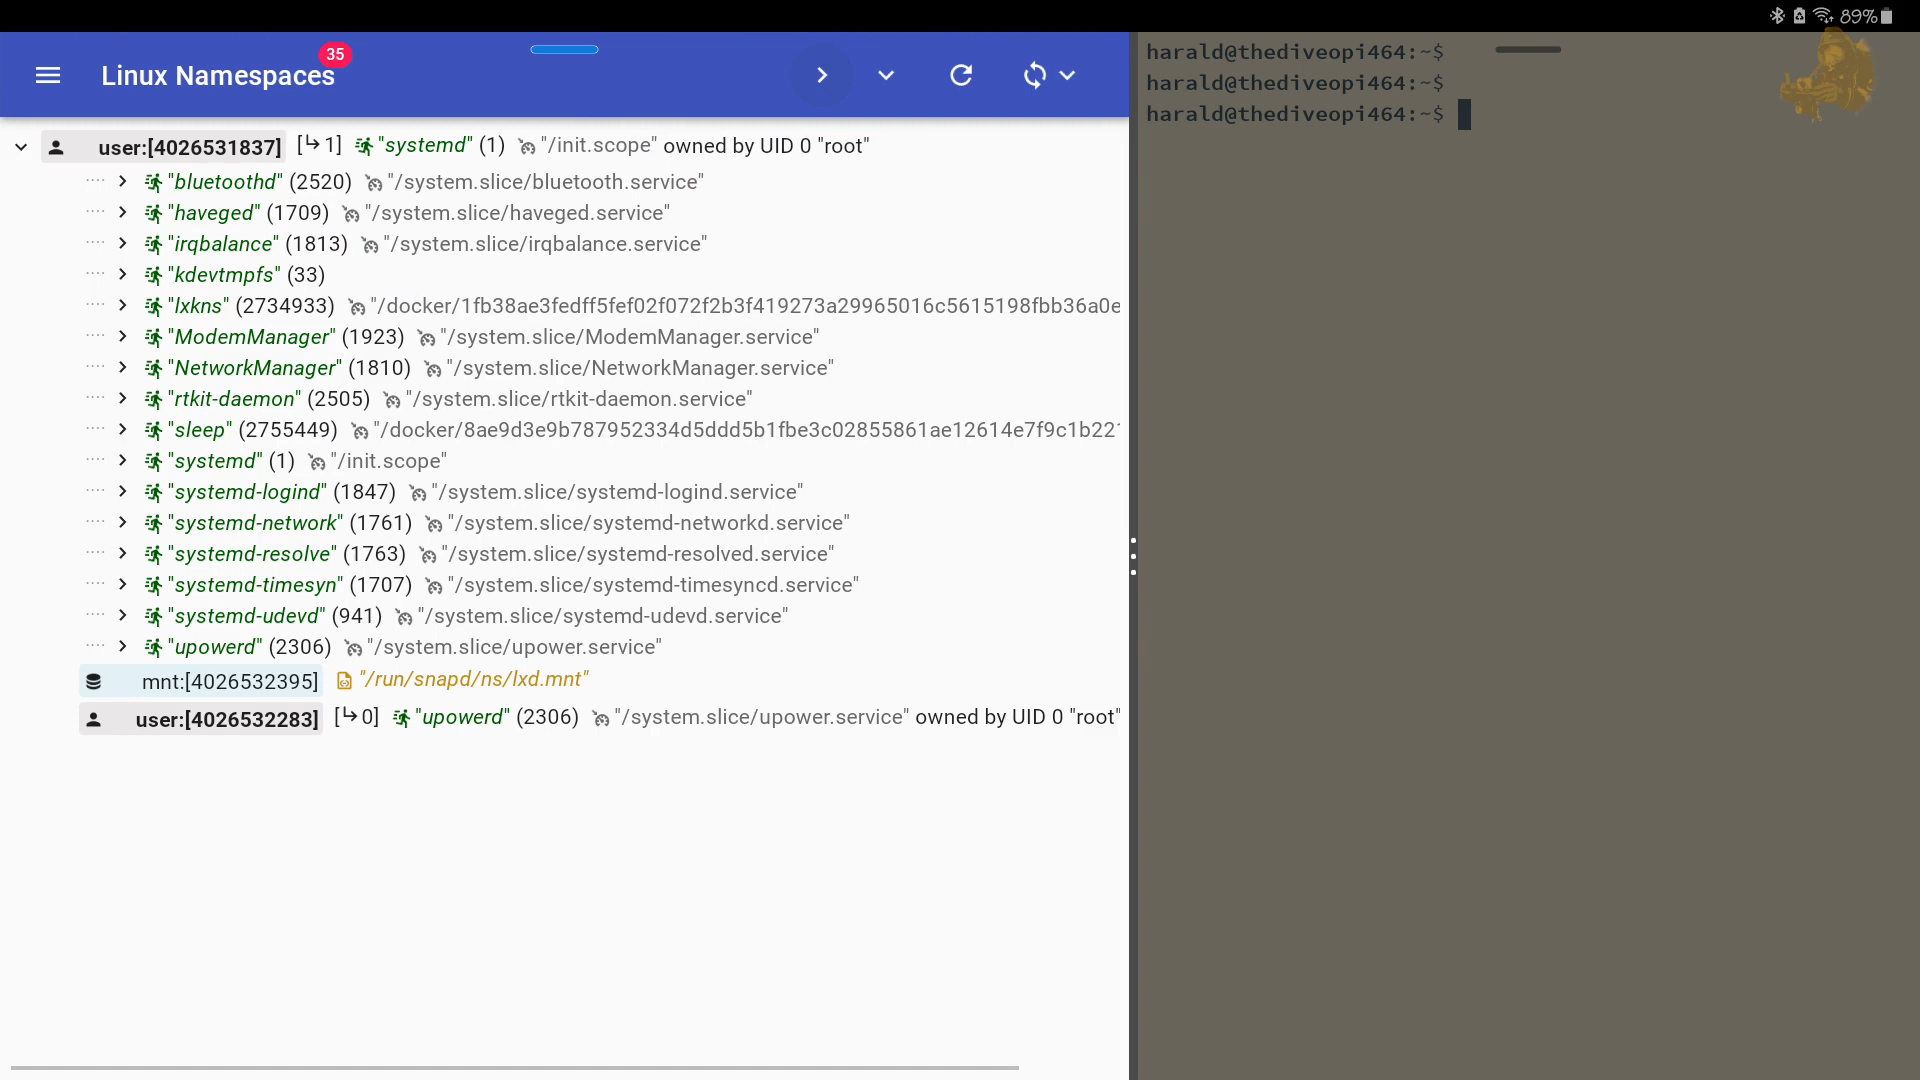 89%
Linux Namespaces 35
user:[4026531837] [↳1] "systemd" (1) "/init.scope" owned by UID 0 "root"
"bluetoothd" (2520) "/system.slice/bluetooth.service"
"haveged" (1709) "/system.slice/haveged.service"
"irqbalance" (1813) "/system.slice/irqbalance.service"
"kdevtmpfs" (33)
"lxkns" (2734933) "/docker/1fb38ae3fedff5fef02f072f2b3f419273a29965016c5615198fbb36a0e
"ModemManager" (1923) "/system.slice/ModemManager.service"
"NetworkManager" (1810) "/system.slice/NetworkManager.service"
"rtkit-daemon" (2505) "/system.slice/rtkit-daemon.service"
"sleep" (2755449) "/docker/8ae9d3e9b787952334d5ddd5b1fbe3c02855861ae12614e7f9c1b221
"systemd" (1) "/init.scope"
"systemd-logind" (1847) "/system.slice/systemd-logind.service"
"systemd-network" (1761) "/system.slice/systemd-networkd.service"
"systemd-resolve" (1763) "/system.slice/systemd-resolved.service"
"systemd-timesyn" (1707) "/system.slice/systemd-timesyncd.service"
"systemd-udevd" (941) "/system.slice/systemd-udevd.service"
"upowerd" (2306) "/system.slice/upower.service"
mnt:[4026532395] "/run/snapd/ns/lxd.mnt"
user:[4026532283] [↳0] "upowerd" (2306) "/system.slice/upower.service" owned by UID 0 "root"
harald@thediveopi464:~$
harald@thediveopi464:~$
harald@thediveopi464:~$